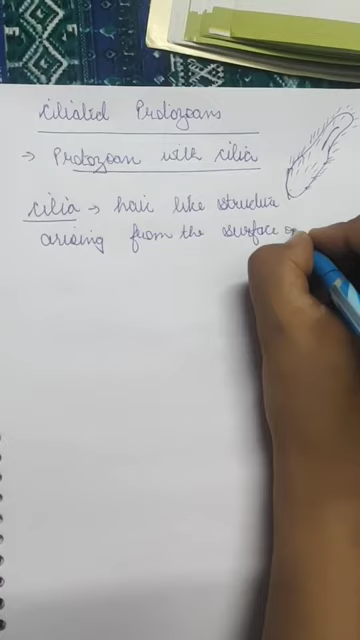 Ciliated Protozoans
→ Protozoan with cilia
cilia → hair like structure
arising from the surface o